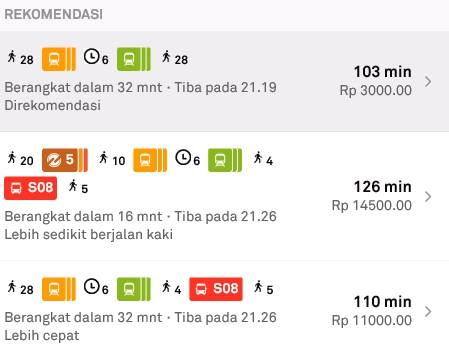 REKOMENDASI
28 6 28
103 min
Berangkat dalam 32 mnt · Tiba pada 21.19
Rp 3000.00
Direkomendasi
20 5 10 6 4
S08 5
126 min
Berangkat dalam 16 mnt · Tiba pada 21.26
Rp 14500.00
Lebih sedikit berjalan kaki
28 6 4 S08 5
110 min
Berangkat dalam 32 mnt · Tiba pada 21.26
Rp 11000.00
Lebih cepat